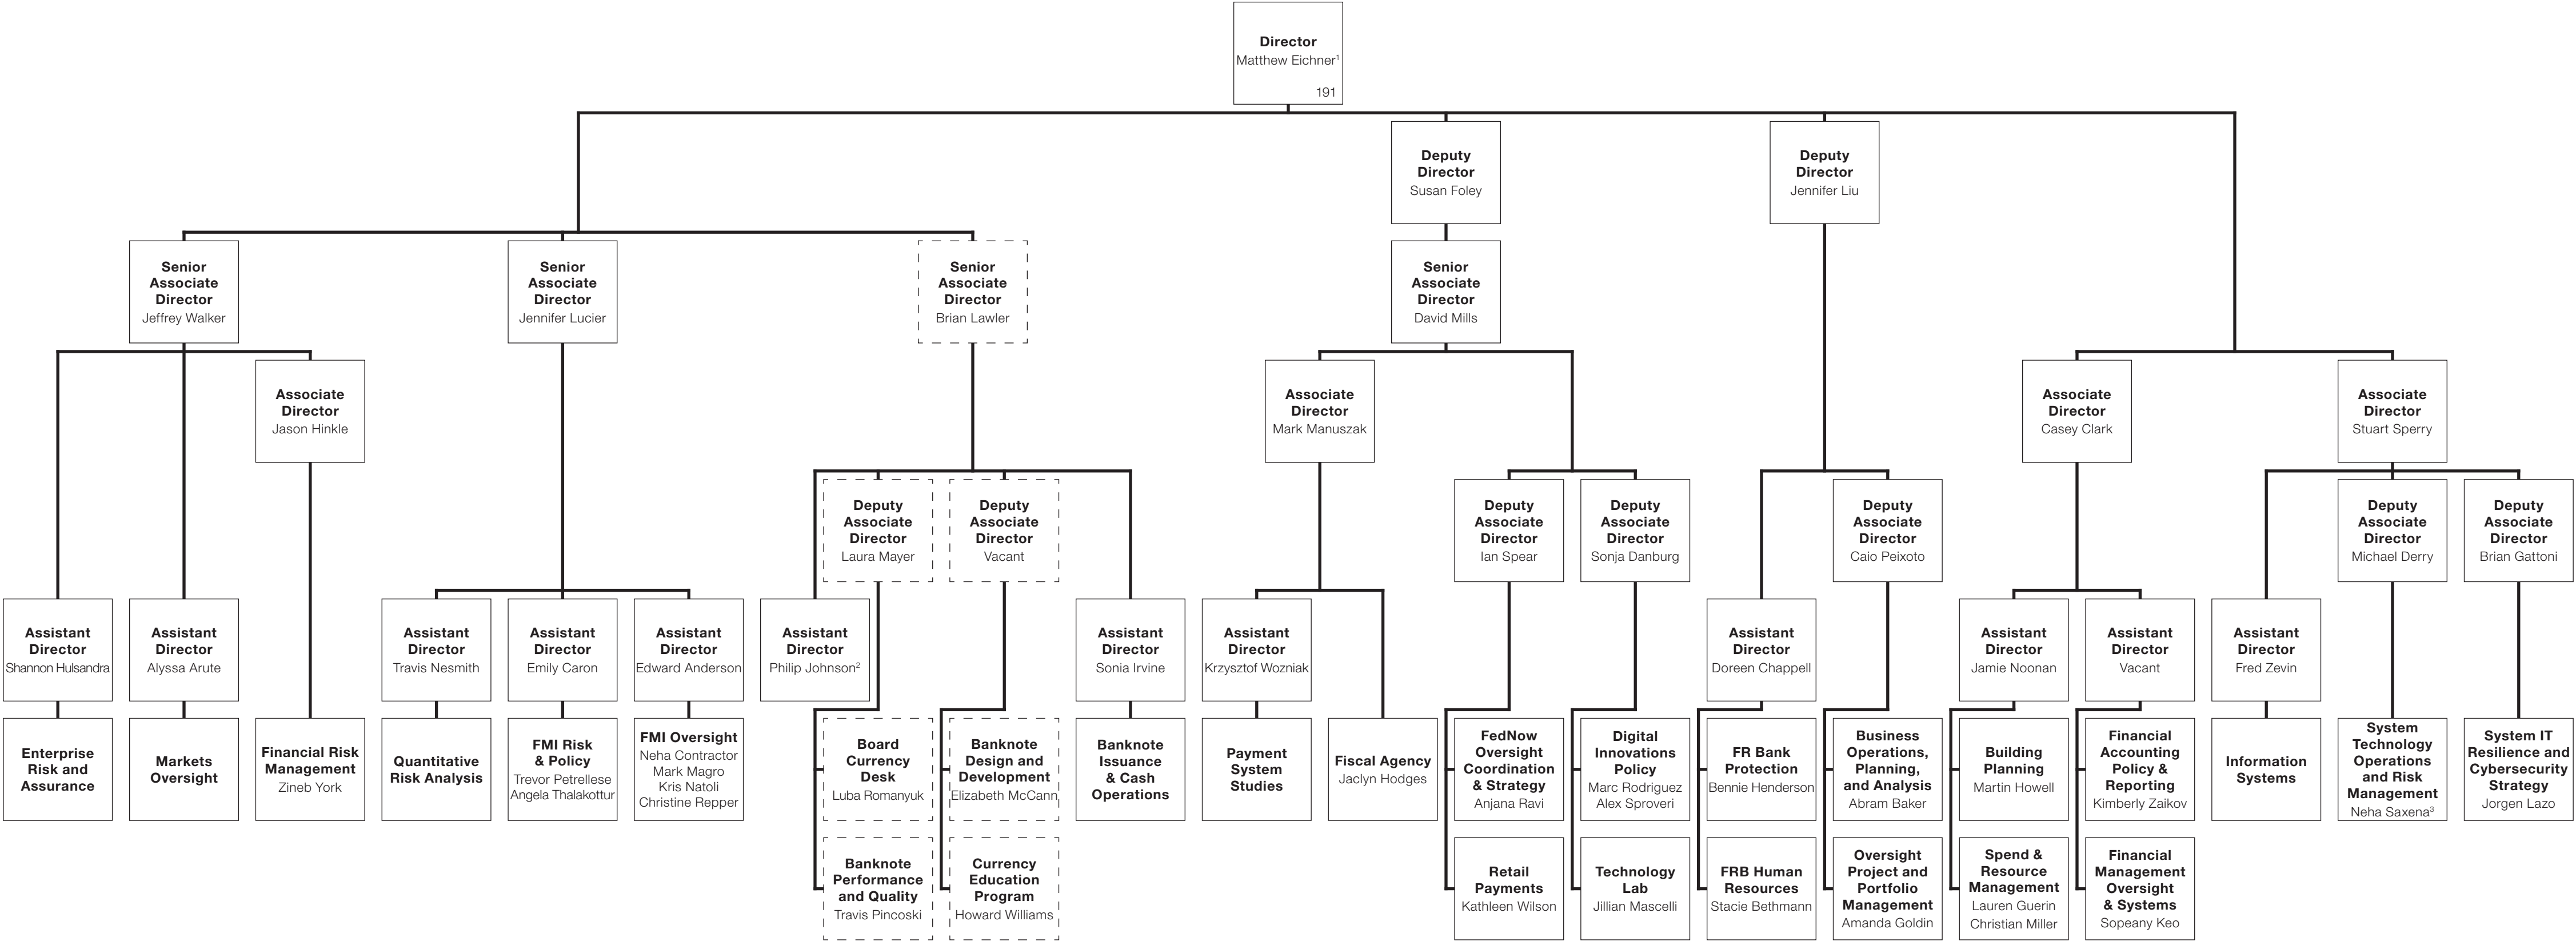 Director
Matthew Eichner1
191
Deputy
Director
Susan Foley
Deputy
Director
Jennifer Liu
Senior
Associate
Director
Jeffrey Walker
Senior
Associate
Director
Jennifer Lucier
Senior
Associate
Director
Brian Lawler
Senior
Associate
Director
David Mills
Associate
Director
Jason Hinkle
Associate
Director
Mark Manuszak
Associate
Director
Casey Clark
Associate
Director
Stuart Sperry
Deputy
Associate
Director
Laura Mayer
Deputy
Associate
Director
Vacant
Deputy
Associate
Director
Ian Spear
Deputy
Associate
Director
Sonja Danburg
Deputy
Associate
Director
Caio Peixoto
Deputy
Associate
Director
Michael Derry
Deputy
Associate
Director
Brian Gattoni
Assistant
Director
Shannon Hulsandra
Assistant
Director
Alyssa Arute
Assistant
Director
Travis Nesmith
Assistant
Director
Emily Caron
Assistant
Director
Edward Anderson
Assistant
Director
Philip Johnson2
Assistant
Director
Sonia Irvine
Assistant
Director
Krzysztof Wozniak
Assistant
Director
Doreen Chappell
Assistant
Director
Jamie Noonan
Assistant
Director
Vacant
Assistant
Director
Fred Zevin
Enterprise
Risk and
Assurance
Markets
Oversight
Financial Risk
Management
Zineb York
Quantitative
Risk Analysis
FMI Risk
& Policy
Trevor Petrellese
Angela Thalakottur
FMI Oversight
Neha Contractor
Mark Magro
Kris Natoli
Christine Repper
Board
Currency
Desk
Luba Romanyuk
Banknote
Design and
Development
Elizabeth McCann
Banknote
Issuance
& Cash
Operations
Payment
System
Studies
Fiscal Agency
Jaclyn Hodges
FedNow
Oversight
Coordination
& Strategy
Anjana Ravi
Digital
Innovations
Policy
Marc Rodriguez
Alex Sproveri
FR Bank
Protection
Bennie Henderson
Business
Operations,
Planning,
and Analysis
Abram Baker
Building
Planning
Martin Howell
Financial
Accounting
Policy &
Reporting
Kimberly Zaikov
Information
Systems
System
Technology
Operations
and Risk
Management
Neha Saxena3
System IT
Resilience and
Cybersecurity
Strategy
Jorgen Lazo
Banknote
Performance
and Quality
Travis Pincoski
Currency
Education
Program
Howard Williams
Retail
Payments
Kathleen Wilson
Technology
Lab
Jillian Mascelli
FRB Human
Resources
Stacie Bethmann
Oversight
Project and
Portfolio
Management
Amanda Goldin
Spend &
Resource
Management
Lauren Guerin
Christian Miller
Financial
Management
Oversight
& Systems
Sopeany Keo